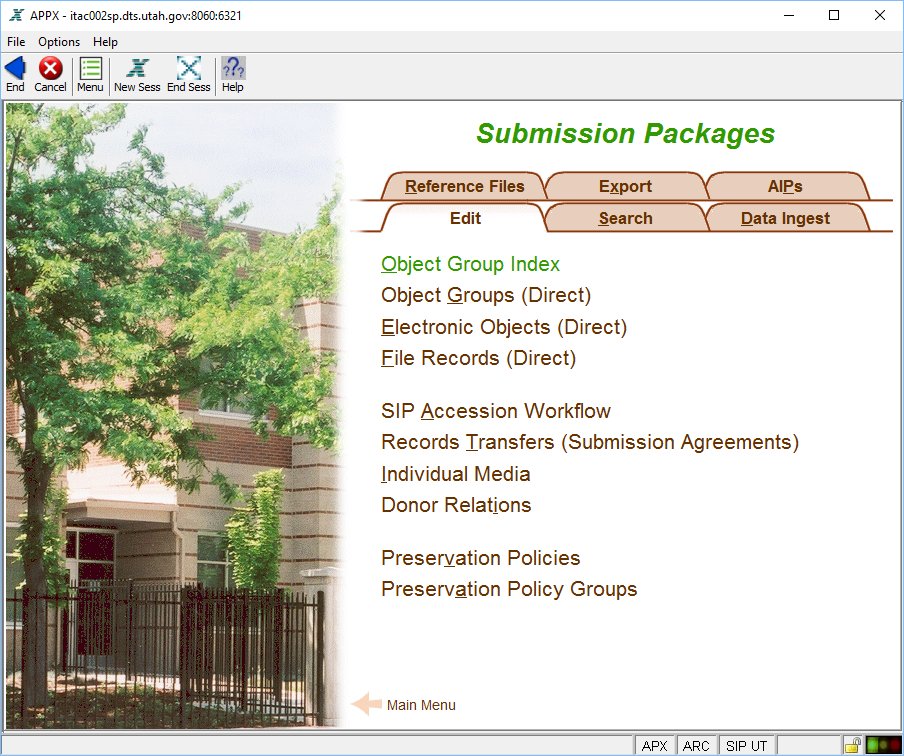 APPX - itac002sp.dts.utah.gov:8060:6321
File Options Help
End Cancel Menu New Sess End Sess Help
Submission Packages
Reference Files Export AIPs
Edit Search Data Ingest
Object Group Index
Object Groups (Direct)
Electronic Objects (Direct)
File Records (Direct)
SIP Accession Workflow
Records Transfers (Submission Agreements)
Individual Media
Donor Relations
Preservation Policies
Preservation Policy Groups
Main Menu
APX ARC SIP UT